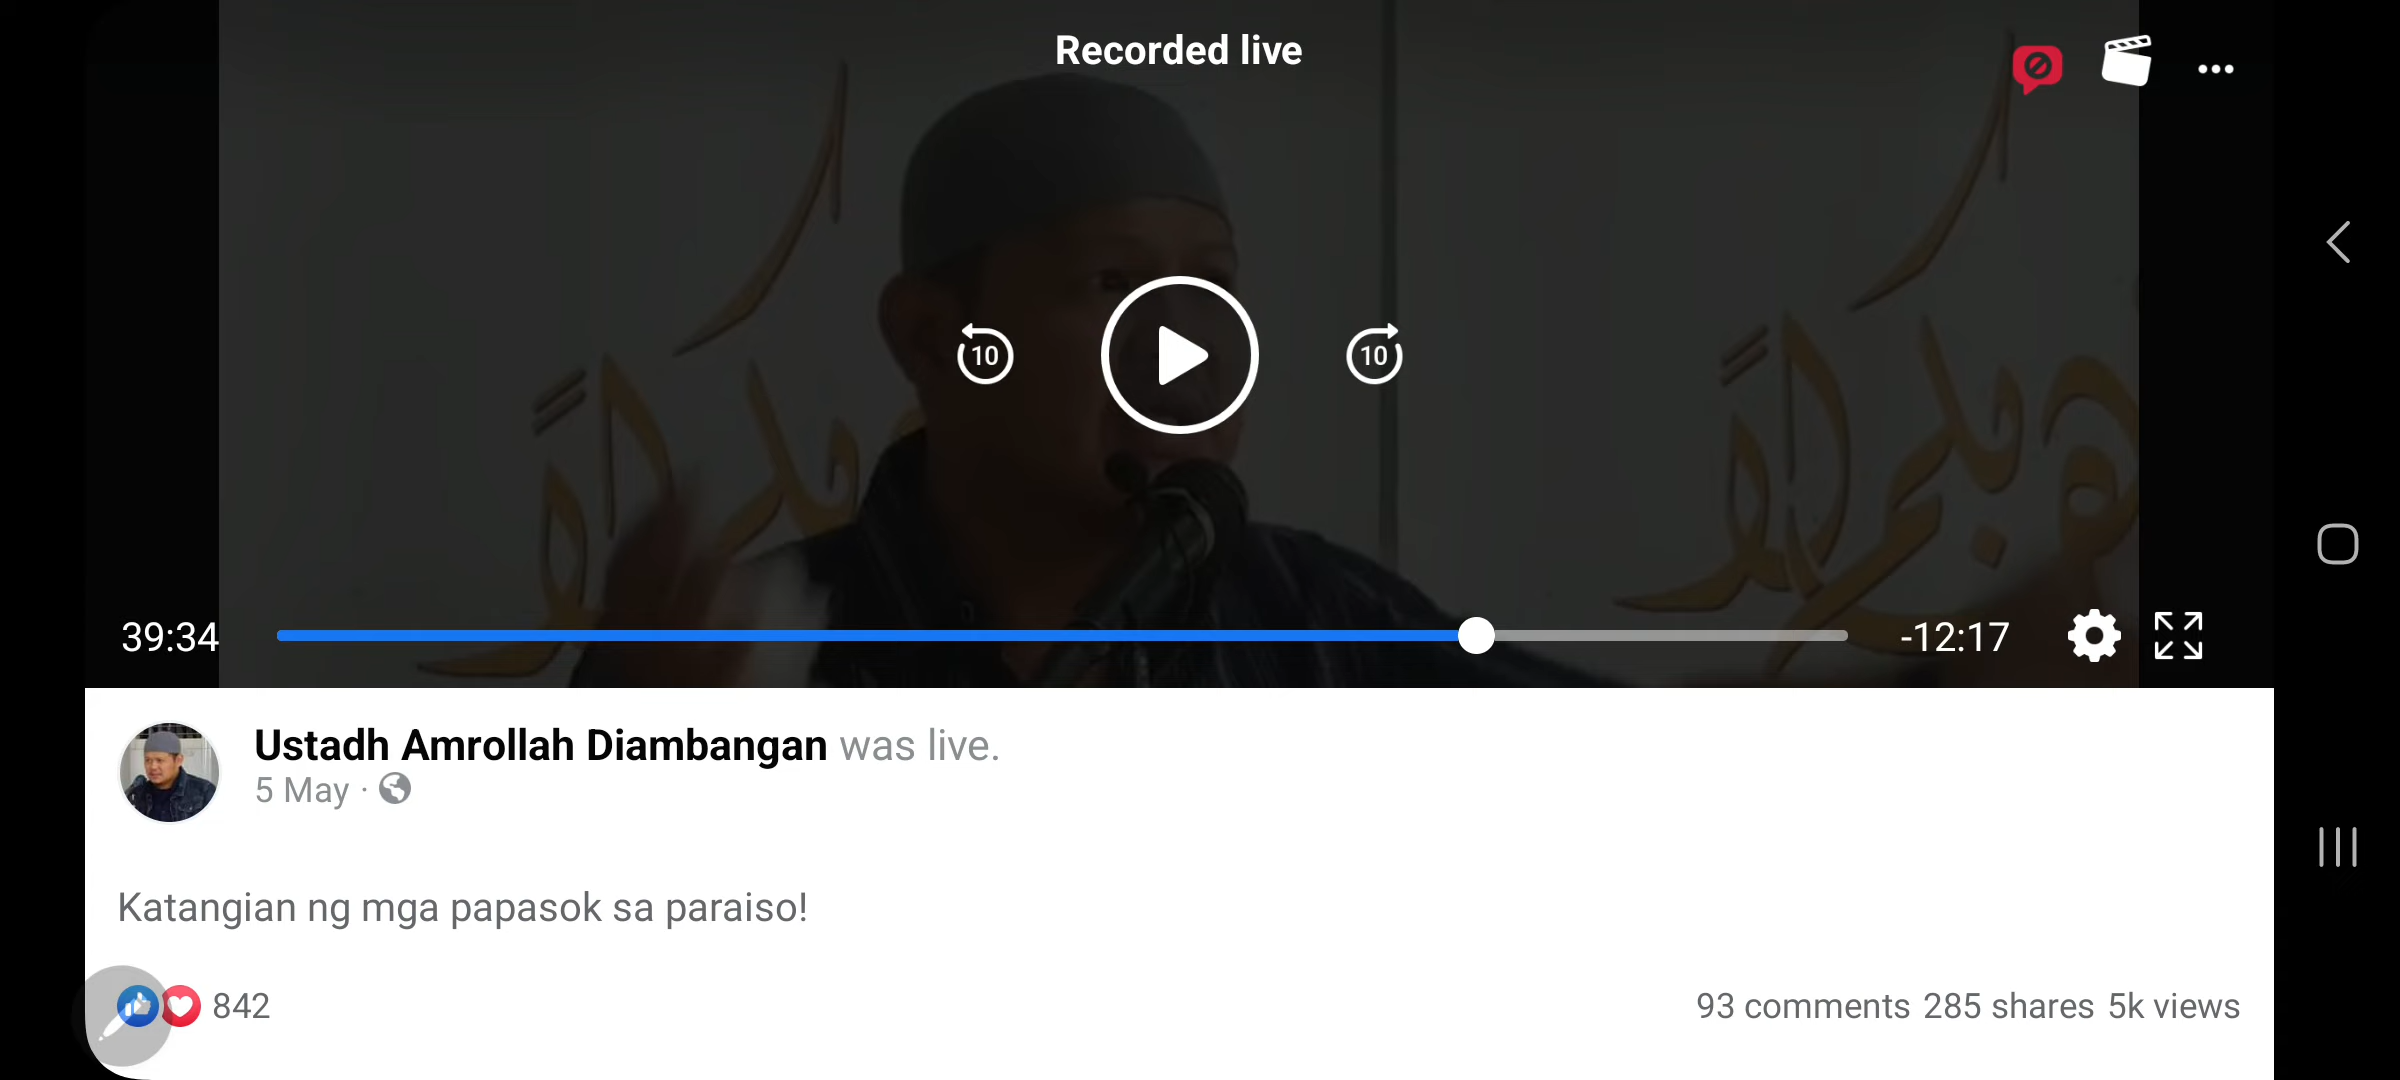 Recorded live
10
10
39:34
-12:17
Ustadh Amrollah Diambangan was live.
5 May ·
Katangian ng mga papasok sa paraiso!
842
93 comments 285 shares 5k views